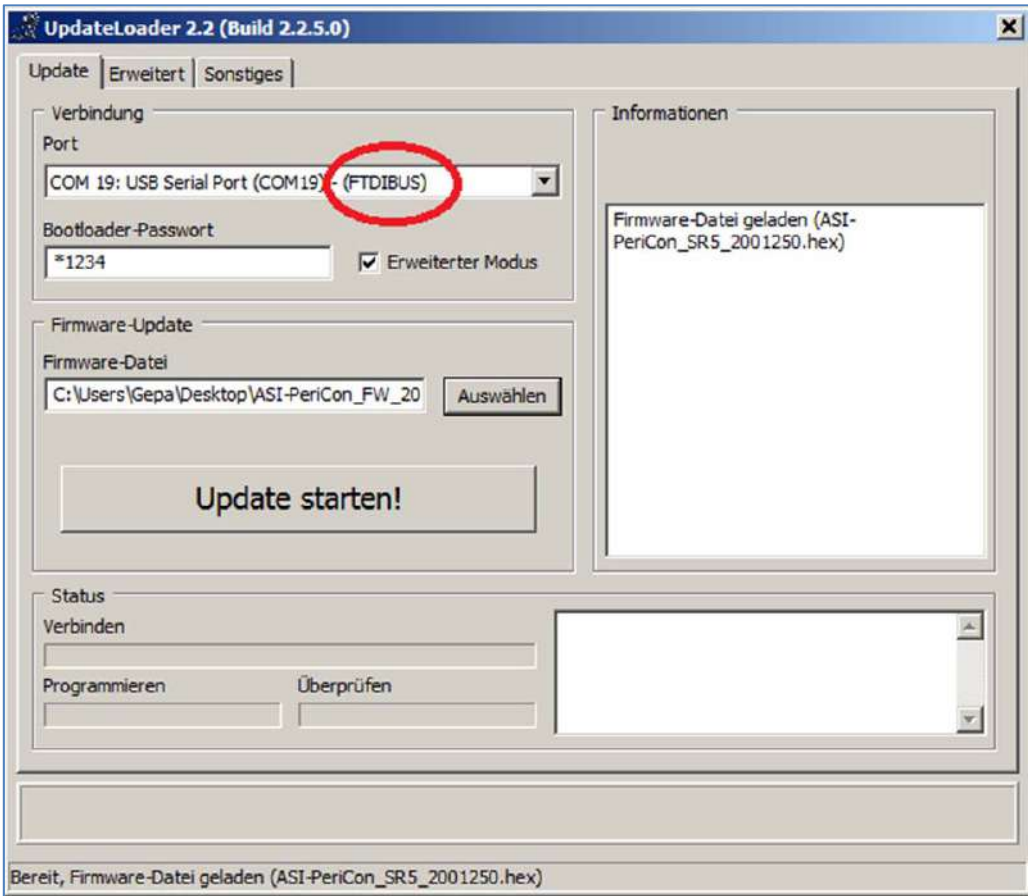 UpdateLoader 2.2 (Build 2.2.5.0)
Update Erweitert Sonstiges
Verbindung
Port
COM 19: USB Serial Port (COM19) - (FTDIBUS)
Bootloader-Passwort
*1234
Erweiterter Modus
Firmware-Update
Firmware-Datei
C:\Users\Gepa\Desktop\ASI-PeriCon_FW_20
Auswählen
Update starten!
Informationen
Firmware-Datei geladen (ASI-
PeriCon_SR5_2001250.hex)
Status
Verbinden
Programmieren Überprüfen
Bereit, Firmware-Datei geladen (ASI-PeriCon_SR5_2001250.hex)